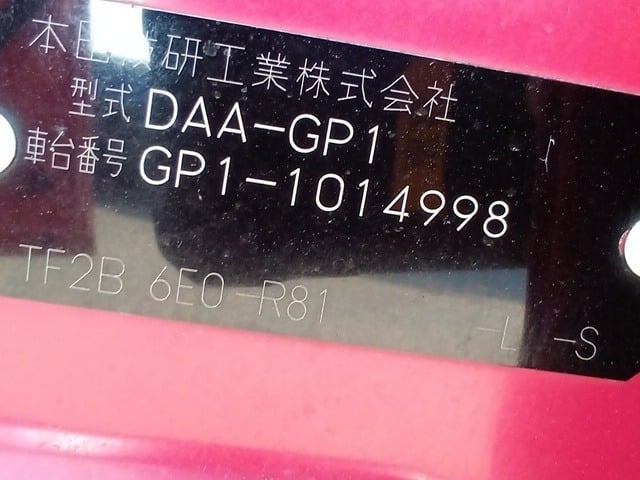 本田技研工業株式会社
型式 DAA-GP1
車台番号 GP1-1014998
TF2B 6E0-R81 -L -S